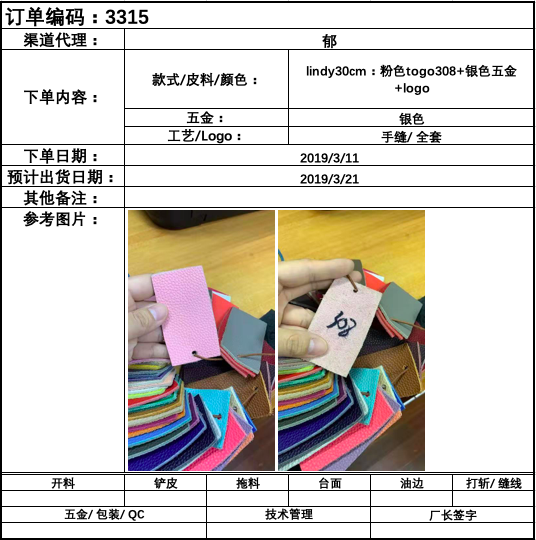 订单编码：3315
渠道代理：
郁
下单内容：
款式/皮料/颜色：
lindy30cm：粉色togo308+银色五金
+logo
五金：
银色
工艺/Logo：
手缝/ 全套
下单日期：
2019/3/11
预计出货日期：
2019/3/21
其他备注：
参考图片：
408
开料
铲皮
拖料
台面
油边
打斩/ 缝线
五金/ 包装/ QC
技术管理
厂长签字